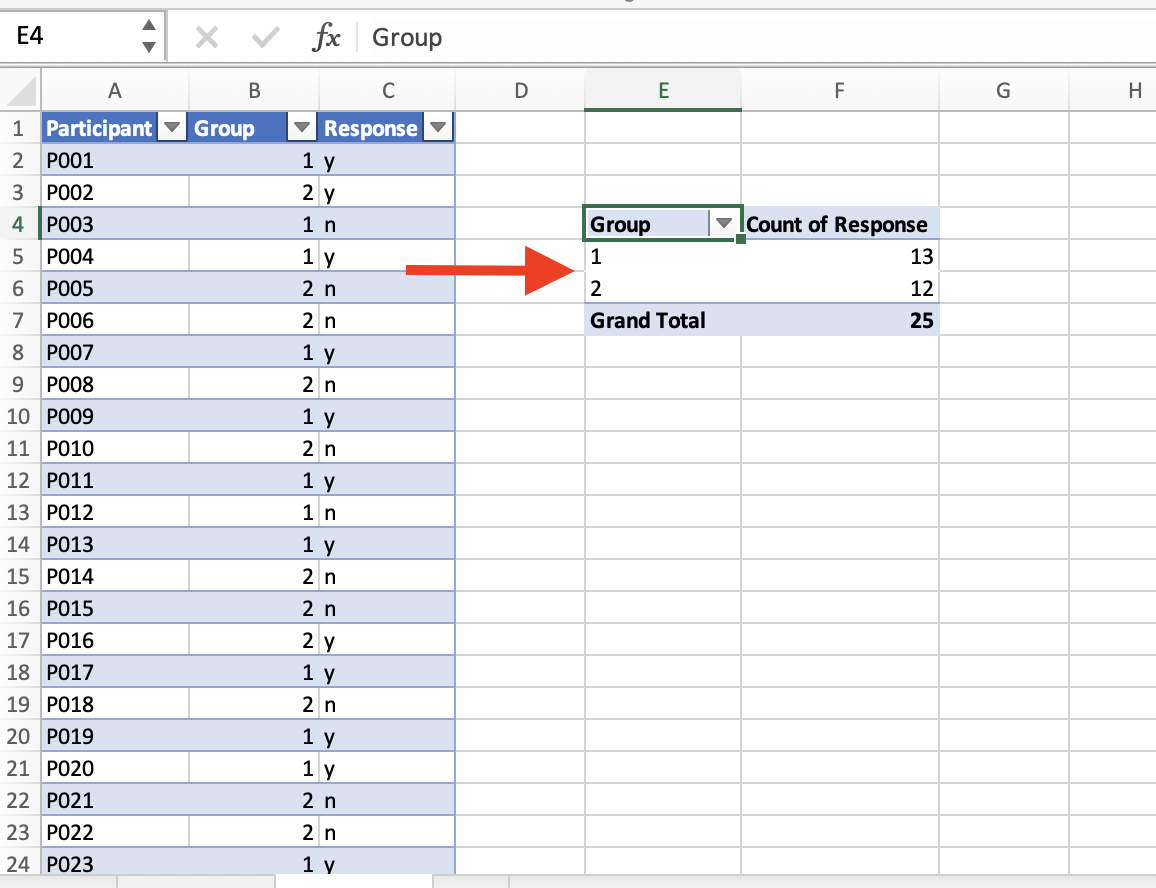 E4 fx Group
A B C D E F G H
1 Participant Group Response
2 P001 1 y
3 P002 2 y
4 P003 1 n Group Count of Response
5 P004 1 y 1 13
6 P005 2 n 2 12
7 P006 2 n Grand Total 25
8 P007 1 y
9 P008 2 n
10 P009 1 y
11 P010 2 n
12 P011 1 y
13 P012 1 n
14 P013 1 y
15 P014 2 n
16 P015 2 n
17 P016 2 y
18 P017 1 y
19 P018 2 n
20 P019 1 y
21 P020 1 y
22 P021 2 n
23 P022 2 n
24 P023 1 y